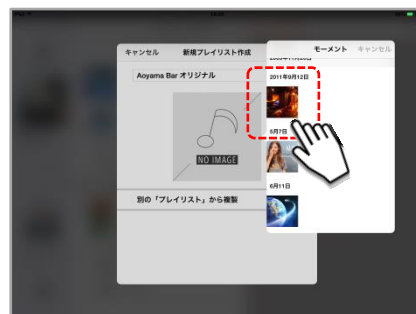 キャンセル 新規プレイリスト作成
モーメント キャンセル
Aoyama Bar オリジナル
2011年9月12日
8月7日
NO IMAGE
別の「プレイリスト」から複製
6月11日